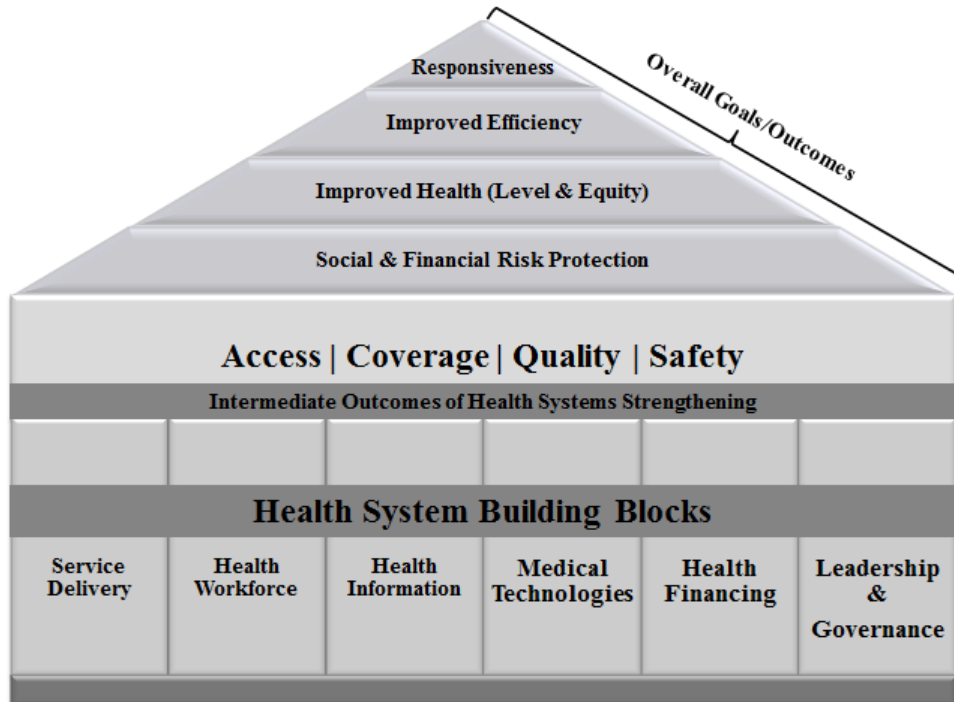 Responsiveness
Overall Goals/Outcomes
Improved Efficiency
Improved Health (Level & Equity)
Social & Financial Risk Protection
Access | Coverage | Quality | Safety
Intermediate Outcomes of Health Systems Strengthening
Health System Building Blocks
Service
Delivery
Health
Workforce
Health
Information
Medical
Technologies
Health
Financing
Leadership
&
Governance